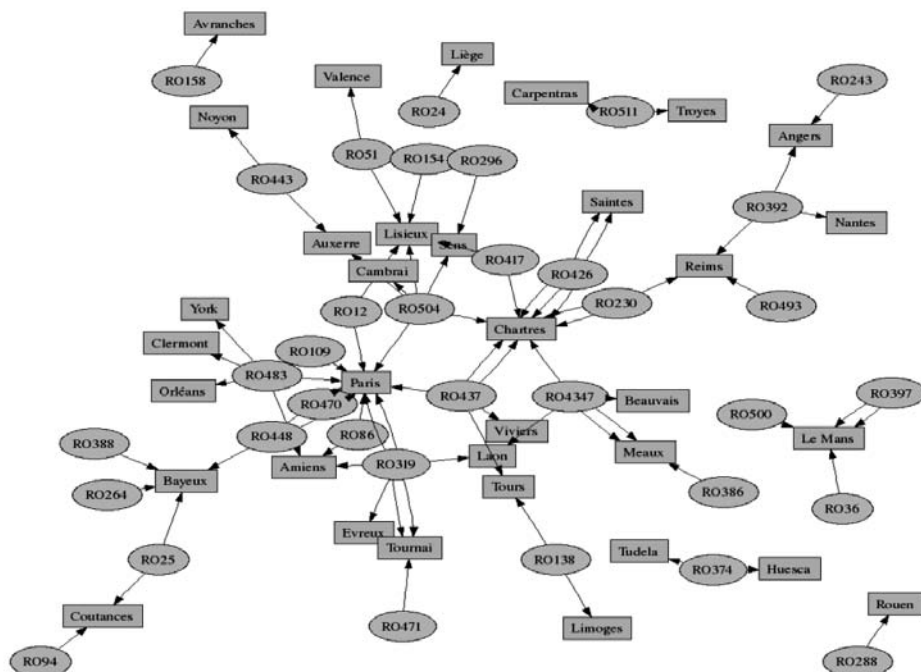 Avranches
RO158
Liège
Valence
RO24
Carpentras
RO511
Troyes
RO243
Noyon
Angers
RO51
RO154
RO296
RO443
Saintes
RO392
Nantes
Auxerre
Lisieux
Sens
Cambrai
RO417
RO426
Reims
RO230
RO493
York
RO12
RO504
Chartres
Clermont
RO109
RO483
Orléans
Paris
RO470
RO437
RO4347
Beauvais
RO500
RO397
RO388
RO448
RO86
Viviers
Le Mans
Bayeux
Amiens
RO319
Laon
Meaux
RO264
Tours
RO386
RO36
Evreux
Tournai
RO25
RO138
Tudela
RO374
Huesca
Coutances
RO471
Limoges
Rouen
RO94
RO288